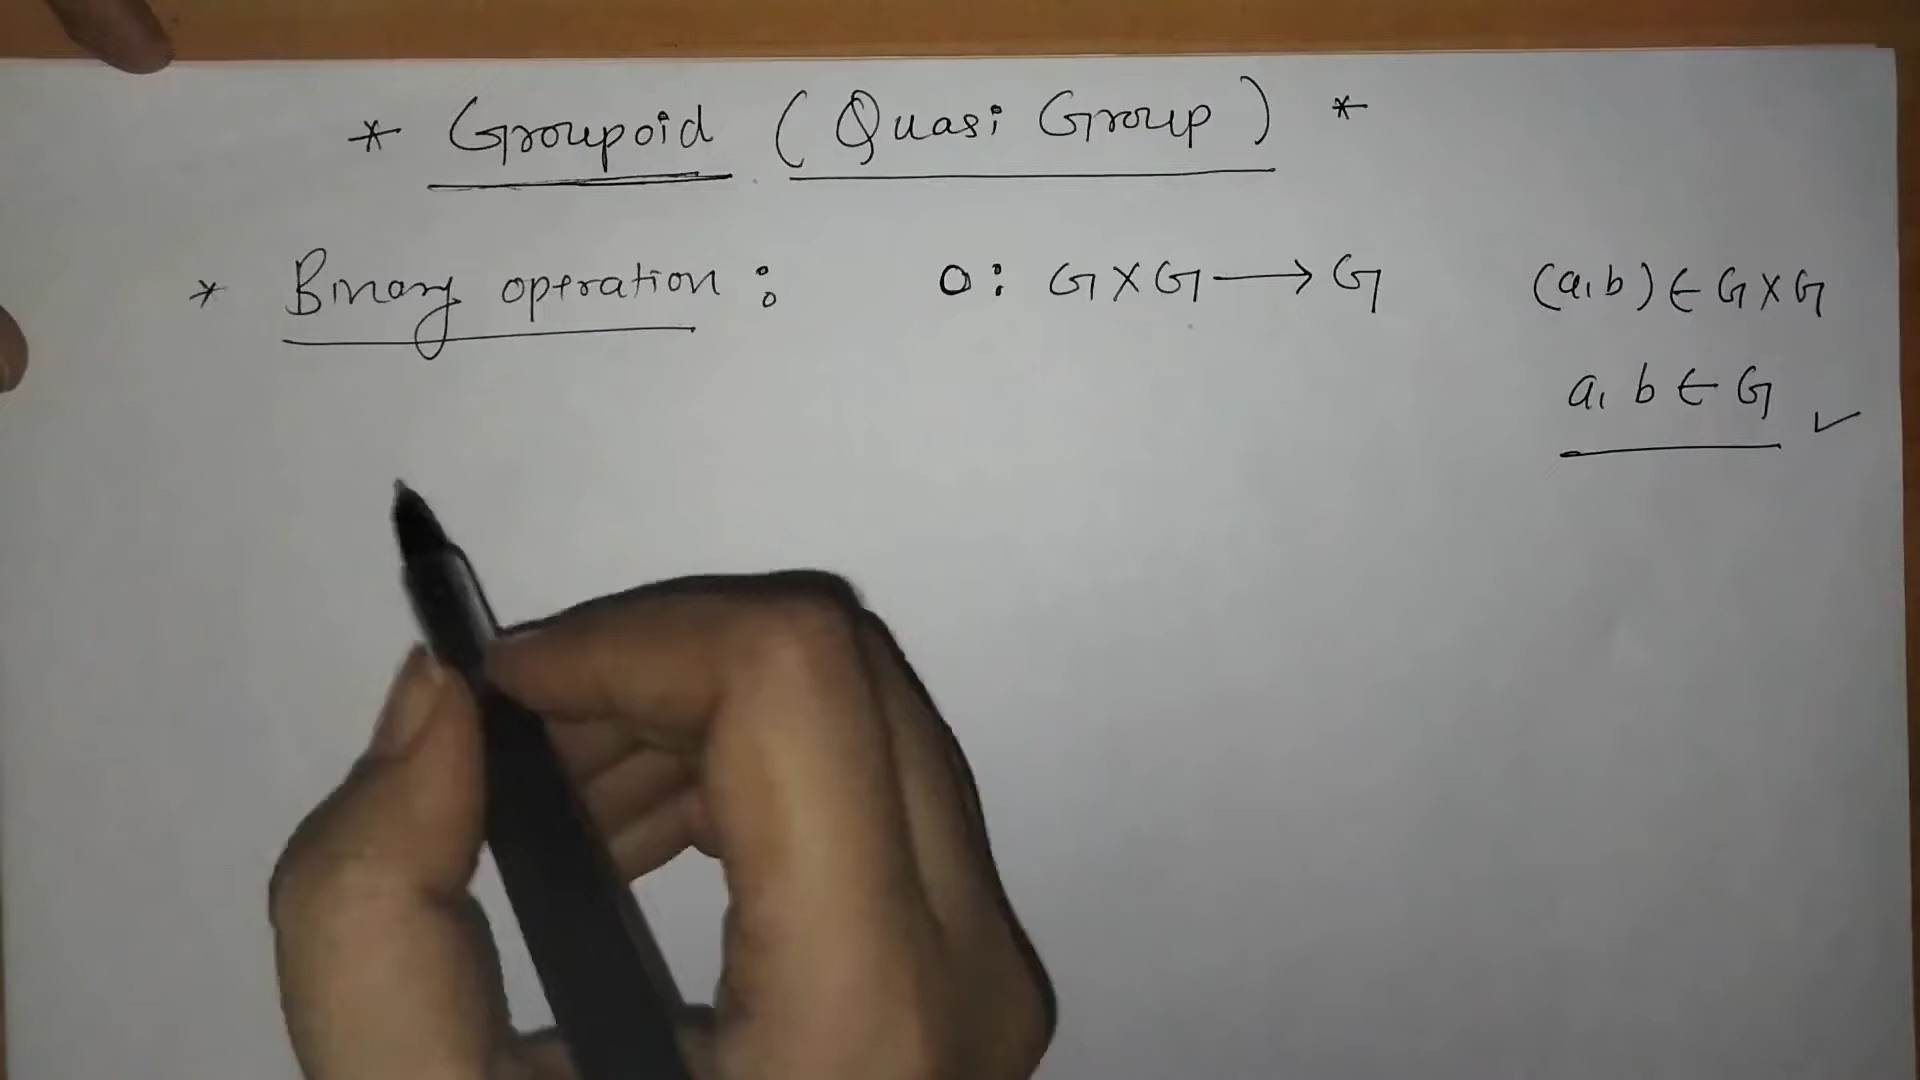 * Groupoid (Quasi Group) *
* Binary operation : o : G X G → G (a, b) ∈ G X G
a, b ∈ G ✓